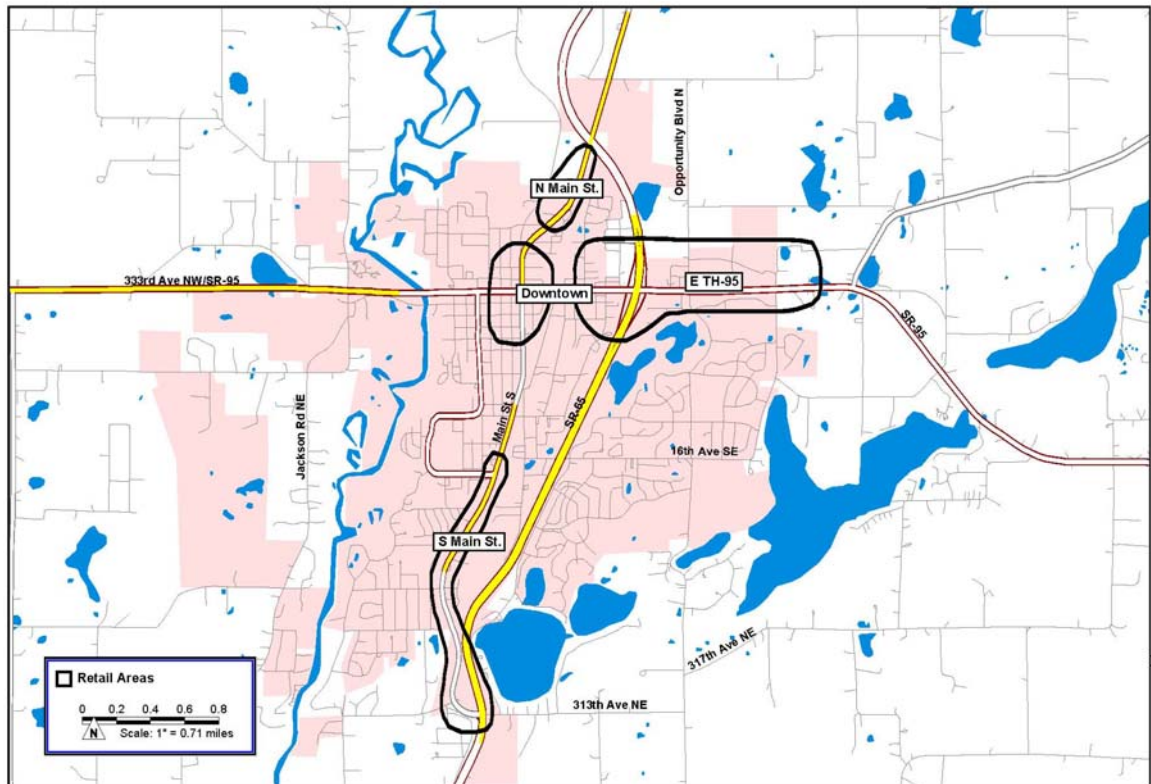 Opportunity Blvd N
N Main St.
333rd Ave NW/SR-95
E TH-95
Downtown
SR-95
Main St S
SR-65
Jackson Rd NE
16th Ave SE
S Main St.
317th Ave NE
313th Ave NE
Retail Areas
0 0.2 0.4 0.6 0.8
N
Scale: 1" = 0.71 miles